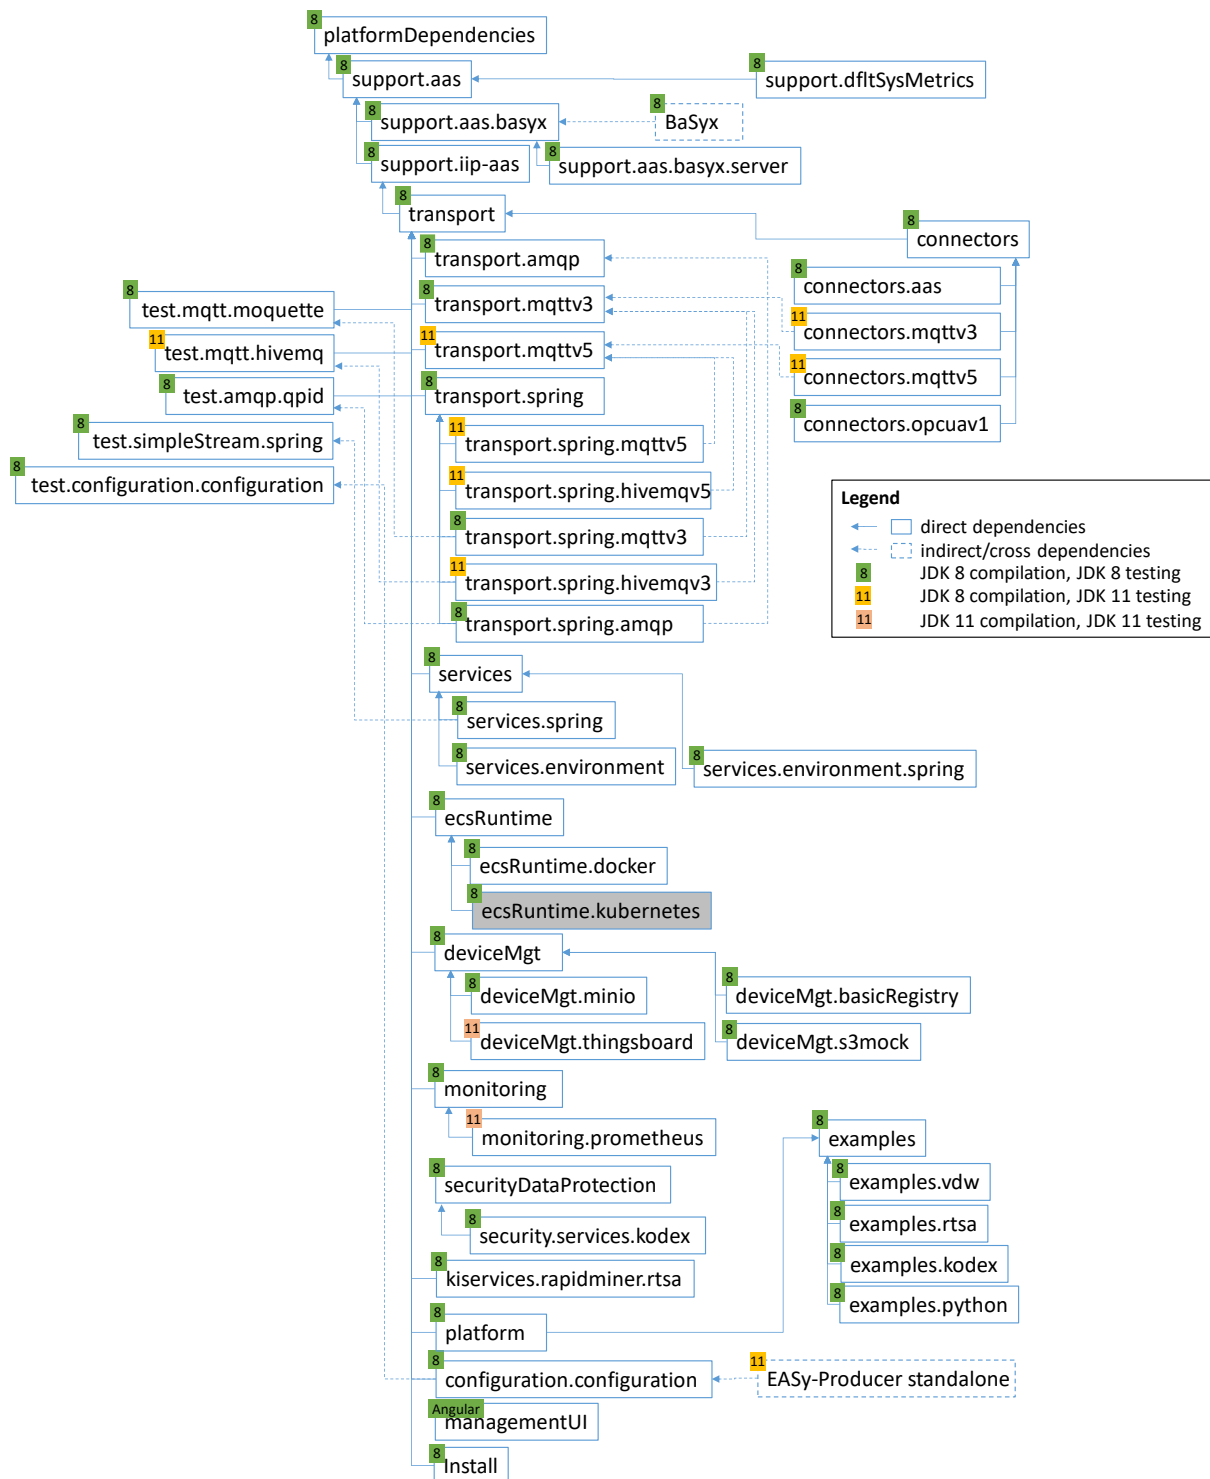 8
platformDependencies
8
support.aas
8
support.dfltSysMetrics
8
support.aas.basyx
8
BaSyx
8
support.iip-aas
8
support.aas.basyx.server
8
transport
8
connectors
8
transport.amqp
8
connectors.aas
8
test.mqtt.moquette
8
transport.mqttv3
11
connectors.mqttv3
11
test.mqtt.hivemq
11
transport.mqttv5
11
connectors.mqttv5
8
test.amqp.qpid
8
transport.spring
8
connectors.opcuav1
8
test.simpleStream.spring
11
transport.spring.mqttv5
8
test.configuration.configuration
11
transport.spring.hivemqv5
8
transport.spring.mqttv3
11
transport.spring.hivemqv3
8
transport.spring.amqp
Legend
direct dependencies
indirect/cross dependencies
8 JDK 8 compilation, JDK 8 testing
11 JDK 8 compilation, JDK 11 testing
11 JDK 11 compilation, JDK 11 testing
8
services
8
services.spring
8
services.environment
8
services.environment.spring
8
ecsRuntime
8
ecsRuntime.docker
8
ecsRuntime.kubernetes
8
deviceMgt
8
deviceMgt.minio
8
deviceMgt.basicRegistry
11
deviceMgt.thingsboard
8
deviceMgt.s3mock
8
monitoring
11
monitoring.prometheus
8
examples
8
securityDataProtection
8
examples.vdw
8
security.services.kodex
8
examples.rtsa
8
kiservices.rapidminer.rtsa
8
examples.kodex
8
platform
8
examples.python
8
configuration.configuration
11
EASy-Producer standalone
Angular
managementUI
8
Install